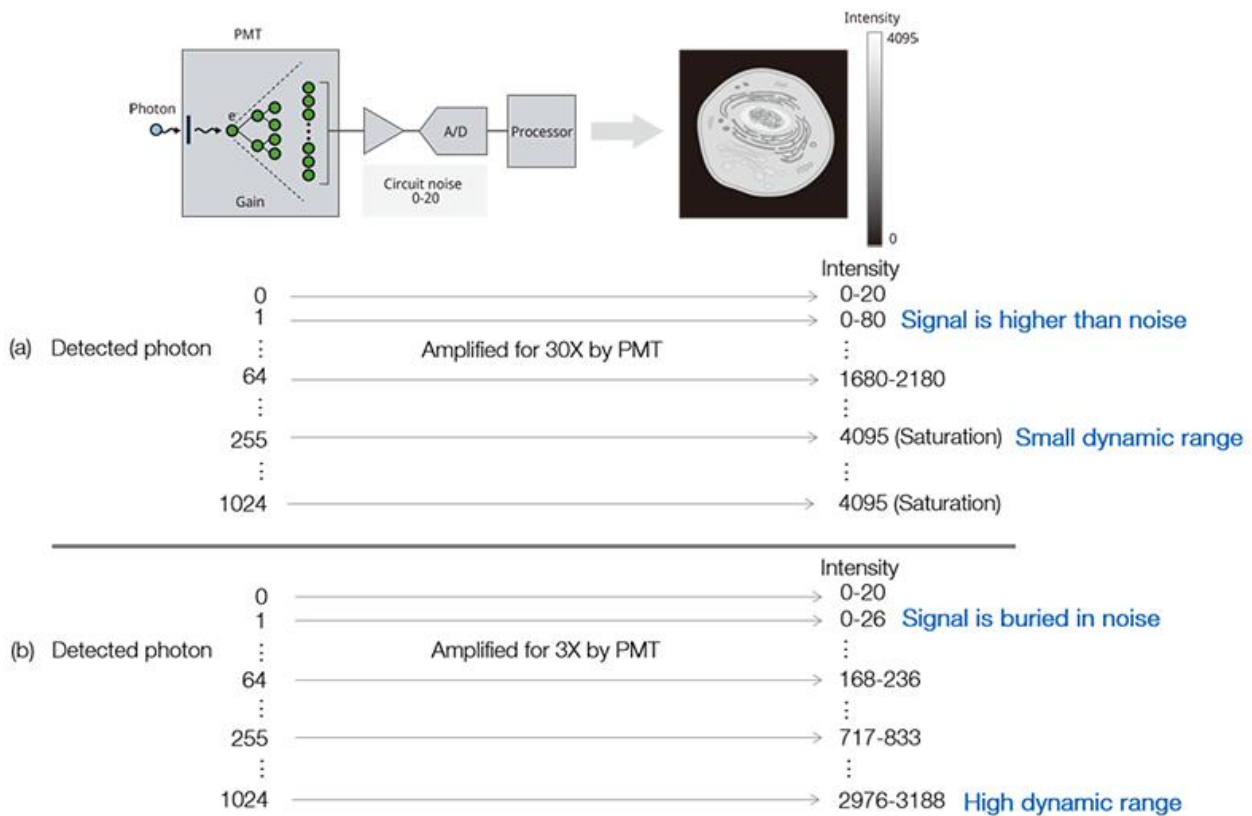 Intensity
4095
PMT
Photon
e⁻
A/D
Processor
Circuit noise
0-20
Gain
0
Intensity
0 0-20
1 0-80 Signal is higher than noise
(a) Detected photon Amplified for 30X by PMT
64 1680-2180
255 4095 (Saturation) Small dynamic range
1024 4095 (Saturation)
Intensity
0 0-20
1 0-26 Signal is buried in noise
(b) Detected photon Amplified for 3X by PMT
64 168-236
255 717-833
1024 2976-3188 High dynamic range